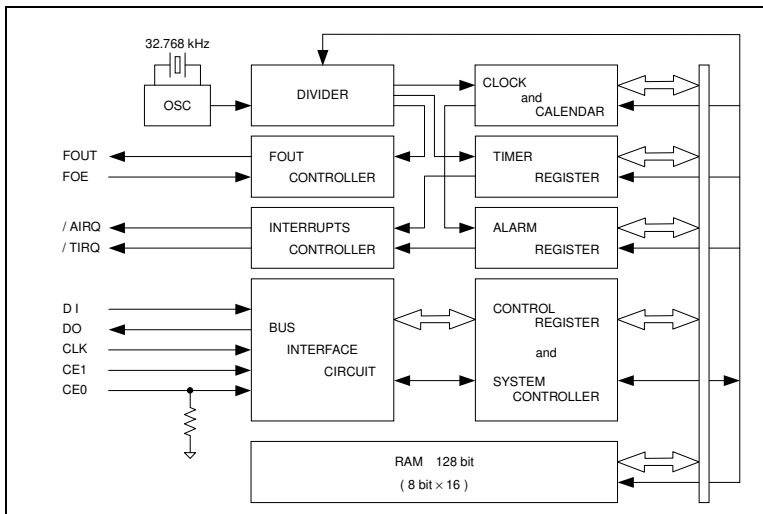 32.768 kHz
OSC
DIVIDER
CLOCK
and
CALENDAR
FOUT
FOE
FOUT
CONTROLLER
TIMER
REGISTER
/ AIRQ
/ TIRQ
INTERRUPTS
CONTROLLER
ALARM
REGISTER
D I
DO
CLK
CE1
CE0
BUS
INTERFACE
CIRCUIT
CONTROL
REGISTER
and
SYSTEM
CONTROLLER
RAM 128 bit
( 8 bit × 16 )